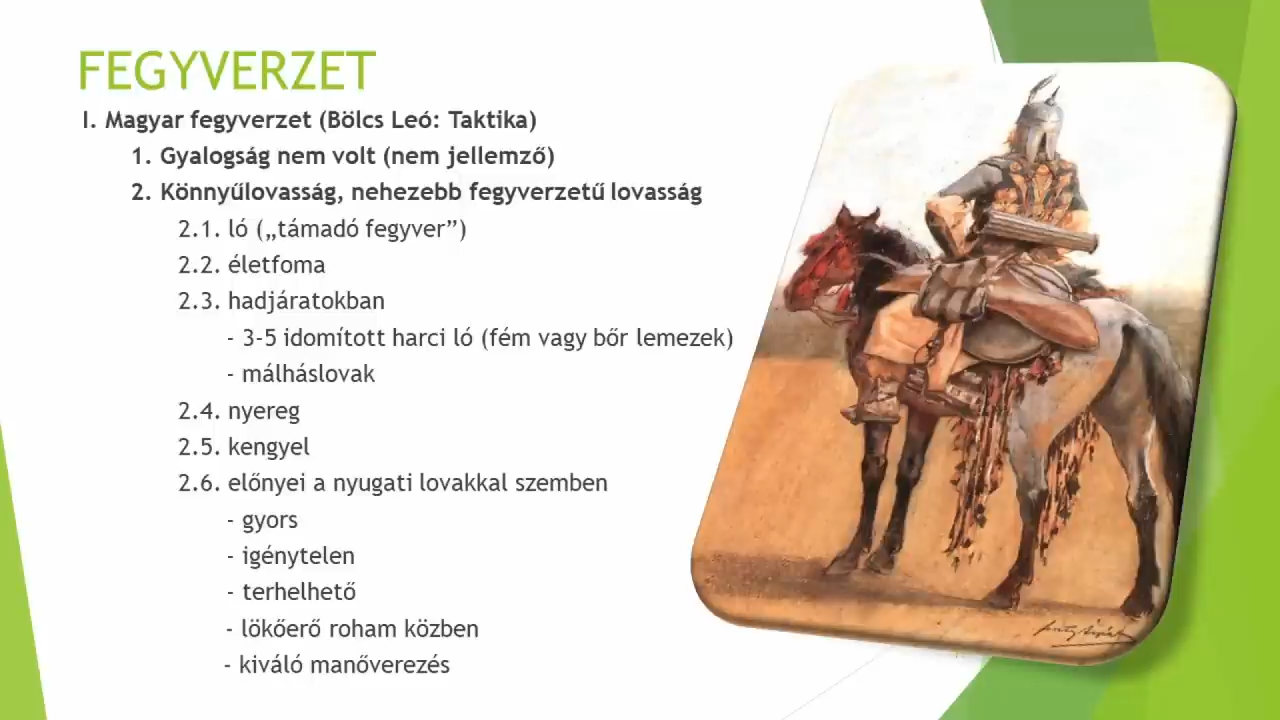 FEGYVERZET
I. Magyar fegyverzet (Bölcs Leó: Taktika)
1. Gyalogság nem volt (nem jellemző)
2. Könnyűlovasság, nehezebb fegyverzetű lovasság
2.1. ló („támadó fegyver”)
2.2. életfoma
2.3. hadjáratokban
- 3-5 idomított harci ló (fém vagy bőr lemezek)
- málháslovak
2.4. nyereg
2.5. kengyel
2.6. előnyei a nyugati lovakkal szemben
- gyors
- igénytelen
- terhelhető
- lökőerő roham közben
- kiváló manőverezés